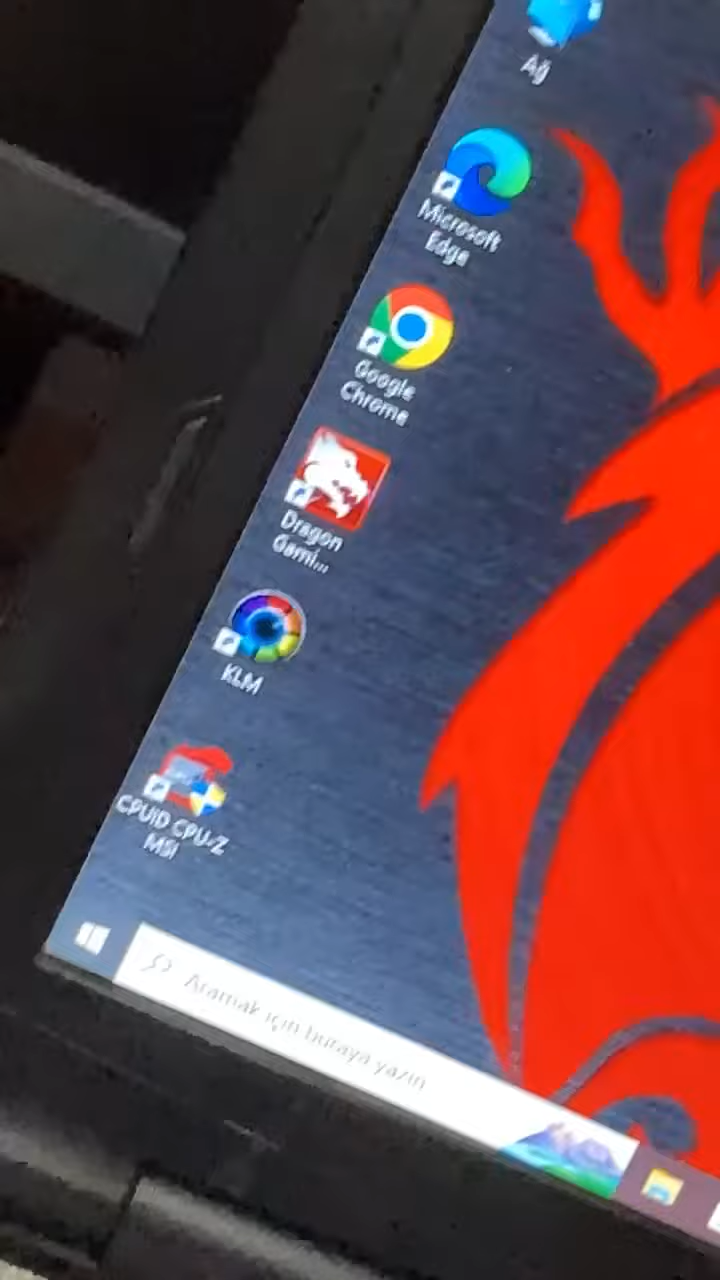 Ağ
Microsoft
Edge
Google
Chrome
Dragon
Gami...
KLM
CPUID CPU-Z
MSI
Aramak için buraya yazın